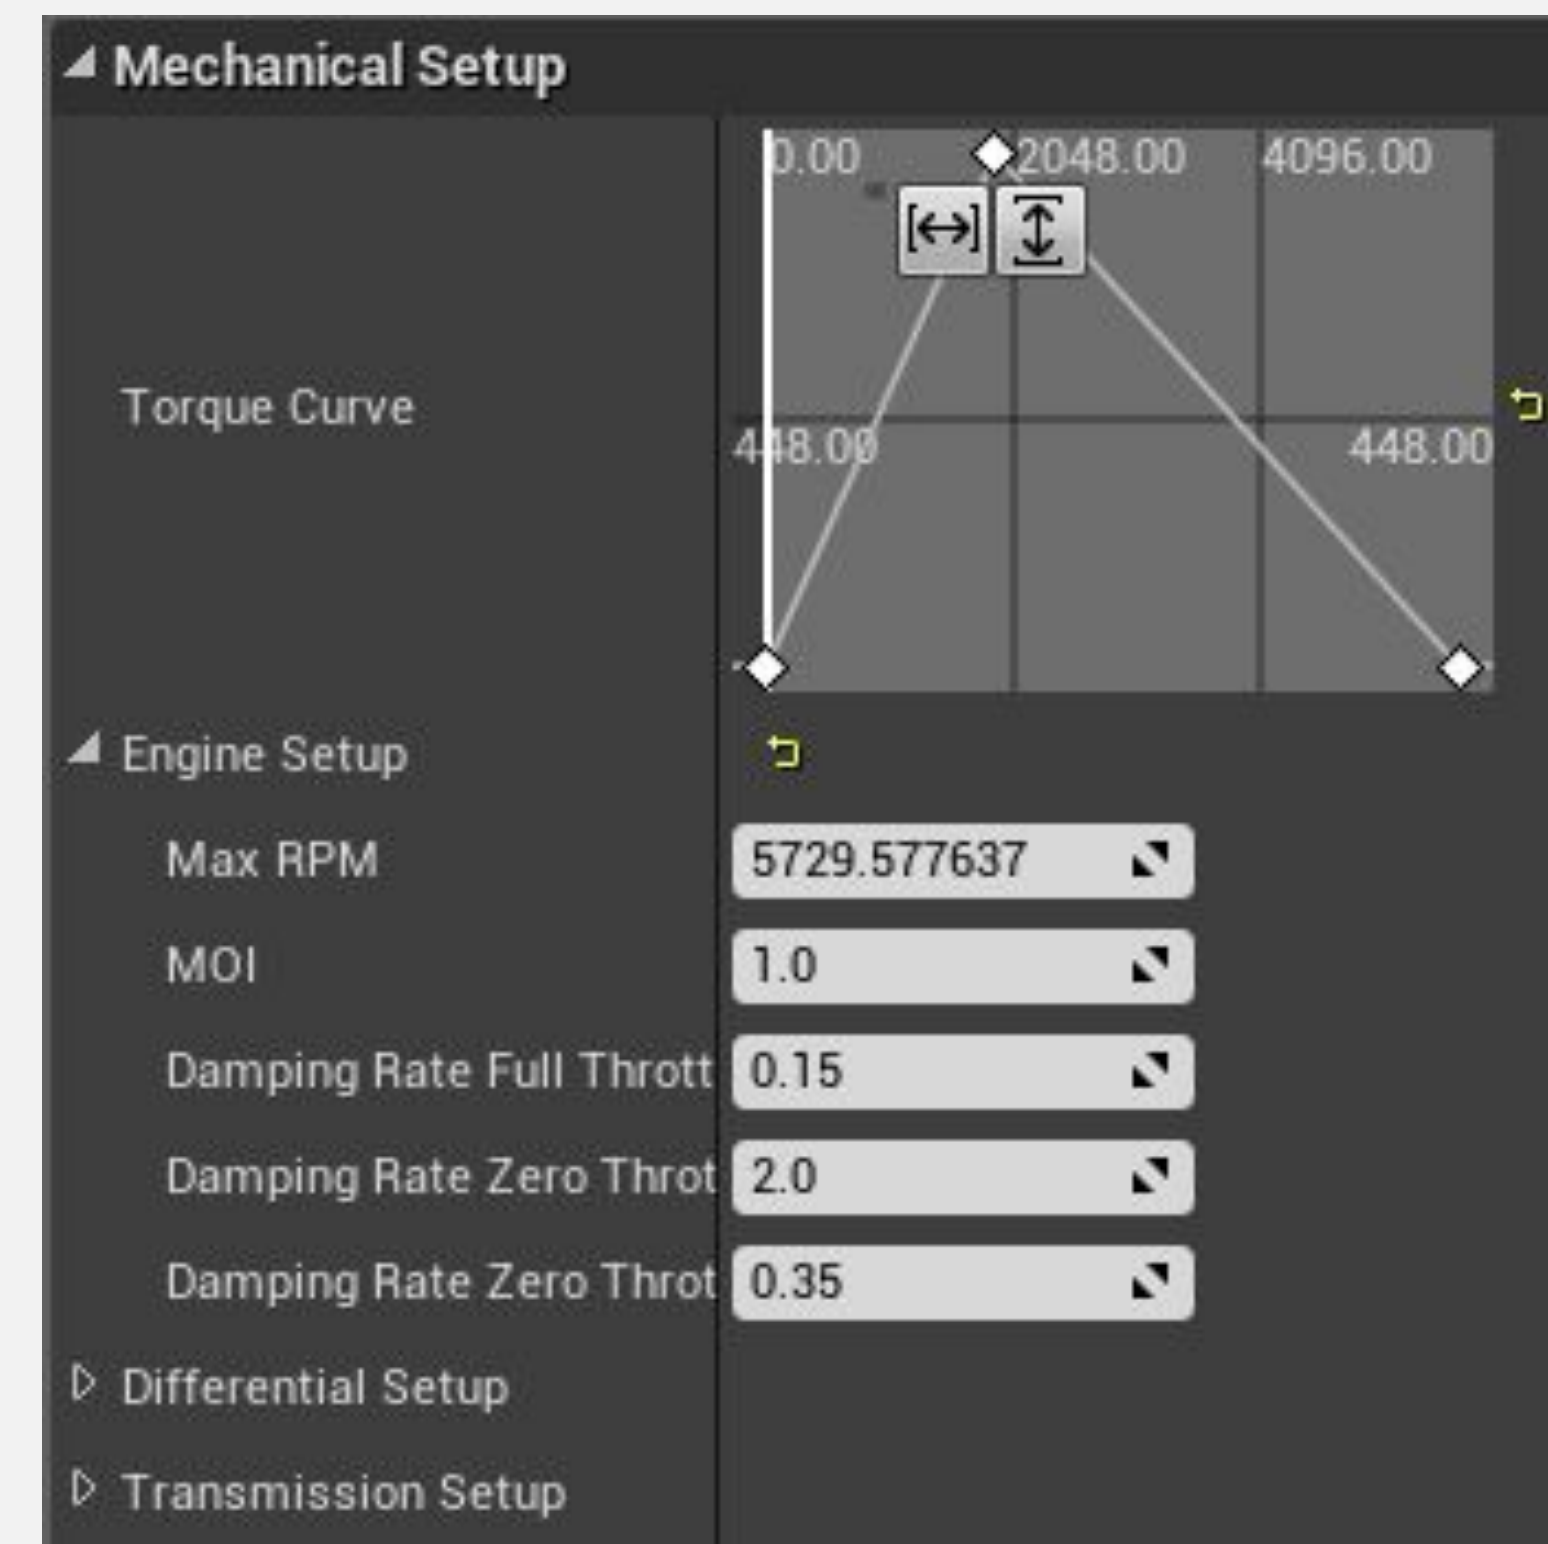 Mechanical Setup
0.00 2048.00 4096.00
Torque Curve
448.00 448.00
Engine Setup
Max RPM 5729.577637
MOI 1.0
Damping Rate Full Thrott 0.15
Damping Rate Zero Throt 2.0
Damping Rate Zero Throt 0.35
Differential Setup
Transmission Setup